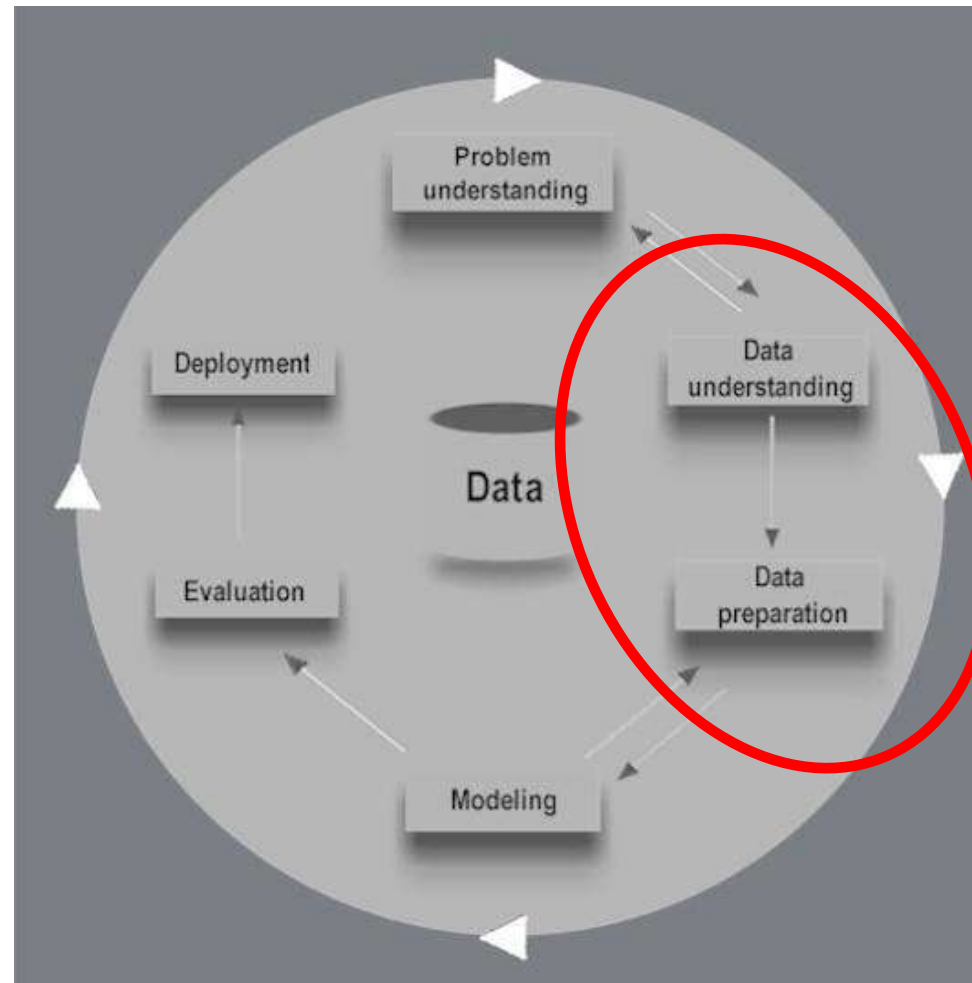 Problem
understanding
Data
understanding
Data
preparation
Modeling
Evaluation
Deployment
Data